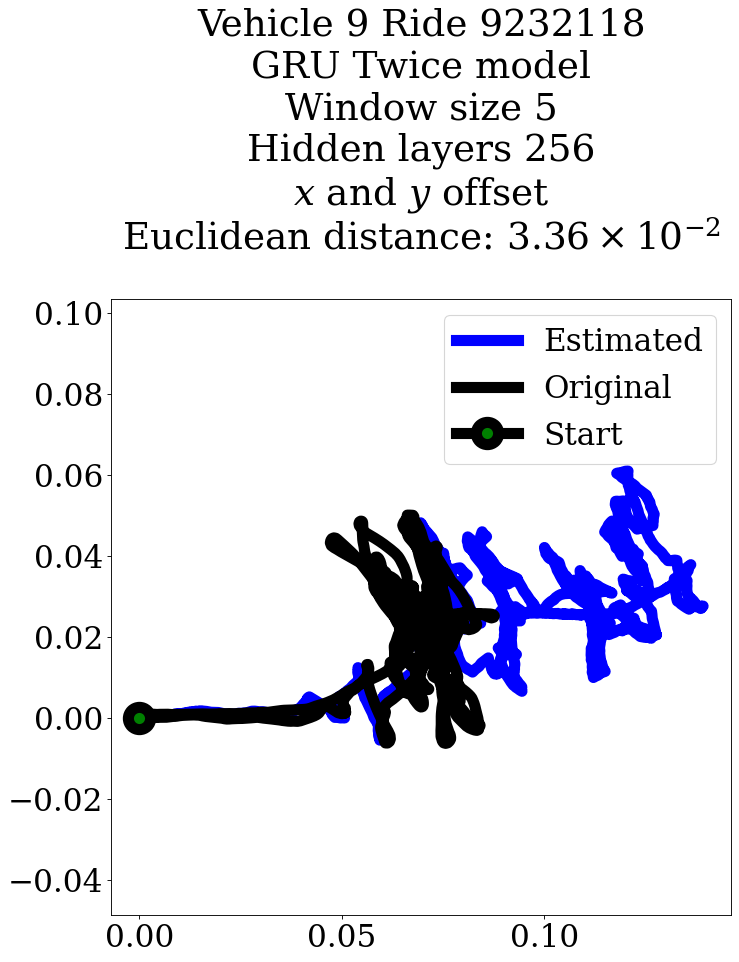 Vehicle 9 Ride 9232118
GRU Twice model
Window size 5
Hidden layers 256
x and y offset
Euclidean distance: 3.36 × 10⁻²
Estimated
Original
Start
0.10
0.08
0.06
0.04
0.02
0.00
−0.02
−0.04
0.00 0.05 0.10